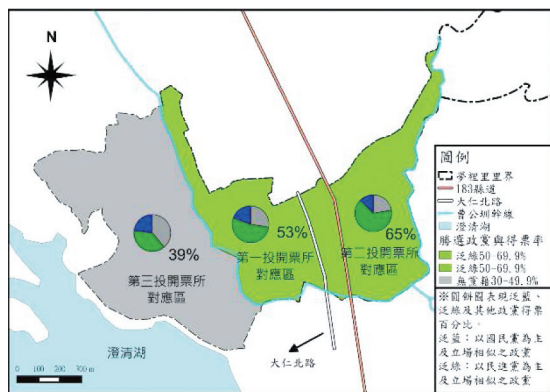 N
39%
第三投開票所
對應區
53%
第一投開票所
對應區
65%
第二投開票所
對應區
澄清湖
大仁北路
0 100 200 300 m
圖例
夢裡里里界
183縣道
大仁北路
曹公圳幹線
澄清湖
勝選政黨與得票率
泛綠50-69.9%
泛綠50-69.9%
無黨籍30-49.9%
※圓餅圖表現泛藍、
泛綠及其他政黨得票
百分比。
泛藍：以國民黨為主
及立場相似之政黨
泛綠：以民進黨為主
及立場相似之政黨